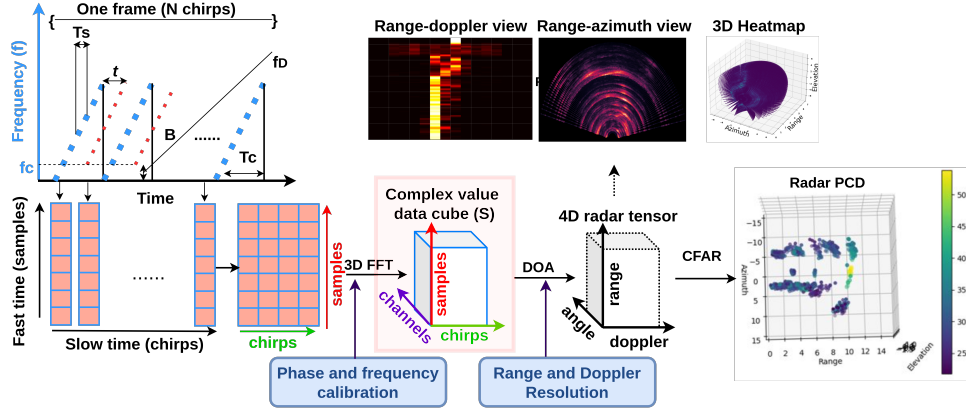 One frame (N chirps)
{ }
Ts
t
fD
Frequency (f)
B
......
Tc
fc
Time
Fast time (samples)
......
Slow time (chirps)
samples
chirps
3D FFT
Phase and frequency
calibration
Complex value
data cube (S)
samples
channels
chirps
DOA
Range and Doppler
Resolution
4D radar tensor
range
angle
doppler
CFAR
Range-doppler view
Range-azimuth view
3D Heatmap
Elevation
Azimuth
Range
Radar PCD
−15
−10
−5
0
5
10
15
Azimuth
0 2 4 6 8 10 12 14
Range
Elevation
50
45
40
35
30
25